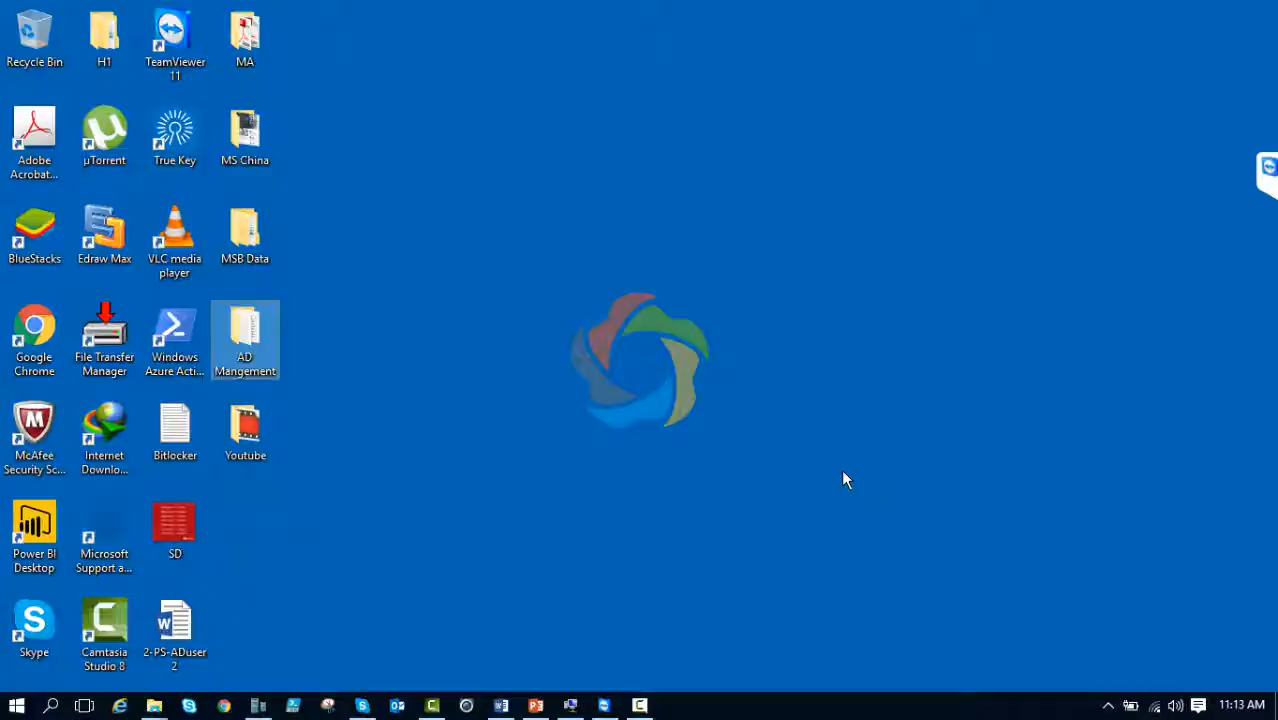 Recycle Bin
H1
TeamViewer
11
MA
Adobe
Acrobat...
µTorrent
True Key
MS China
BlueStacks
Edraw Max
VLC media
player
MSB Data
Google
Chrome
File Transfer
Manager
Windows
Azure Acti...
AD
Mangement
McAfee
Security Sc...
Internet
Downlo...
Bitlocker
Youtube
Power BI
Desktop
Microsoft
Support a...
SD
Skype
Camtasia
Studio 8
2-PS-ADuser
2
11:13 AM